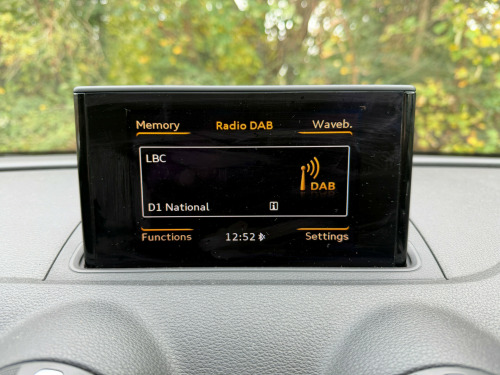 Memory Radio DAB Waveb.
LBC
DAB
D1 National i
Functions 12:52 Settings